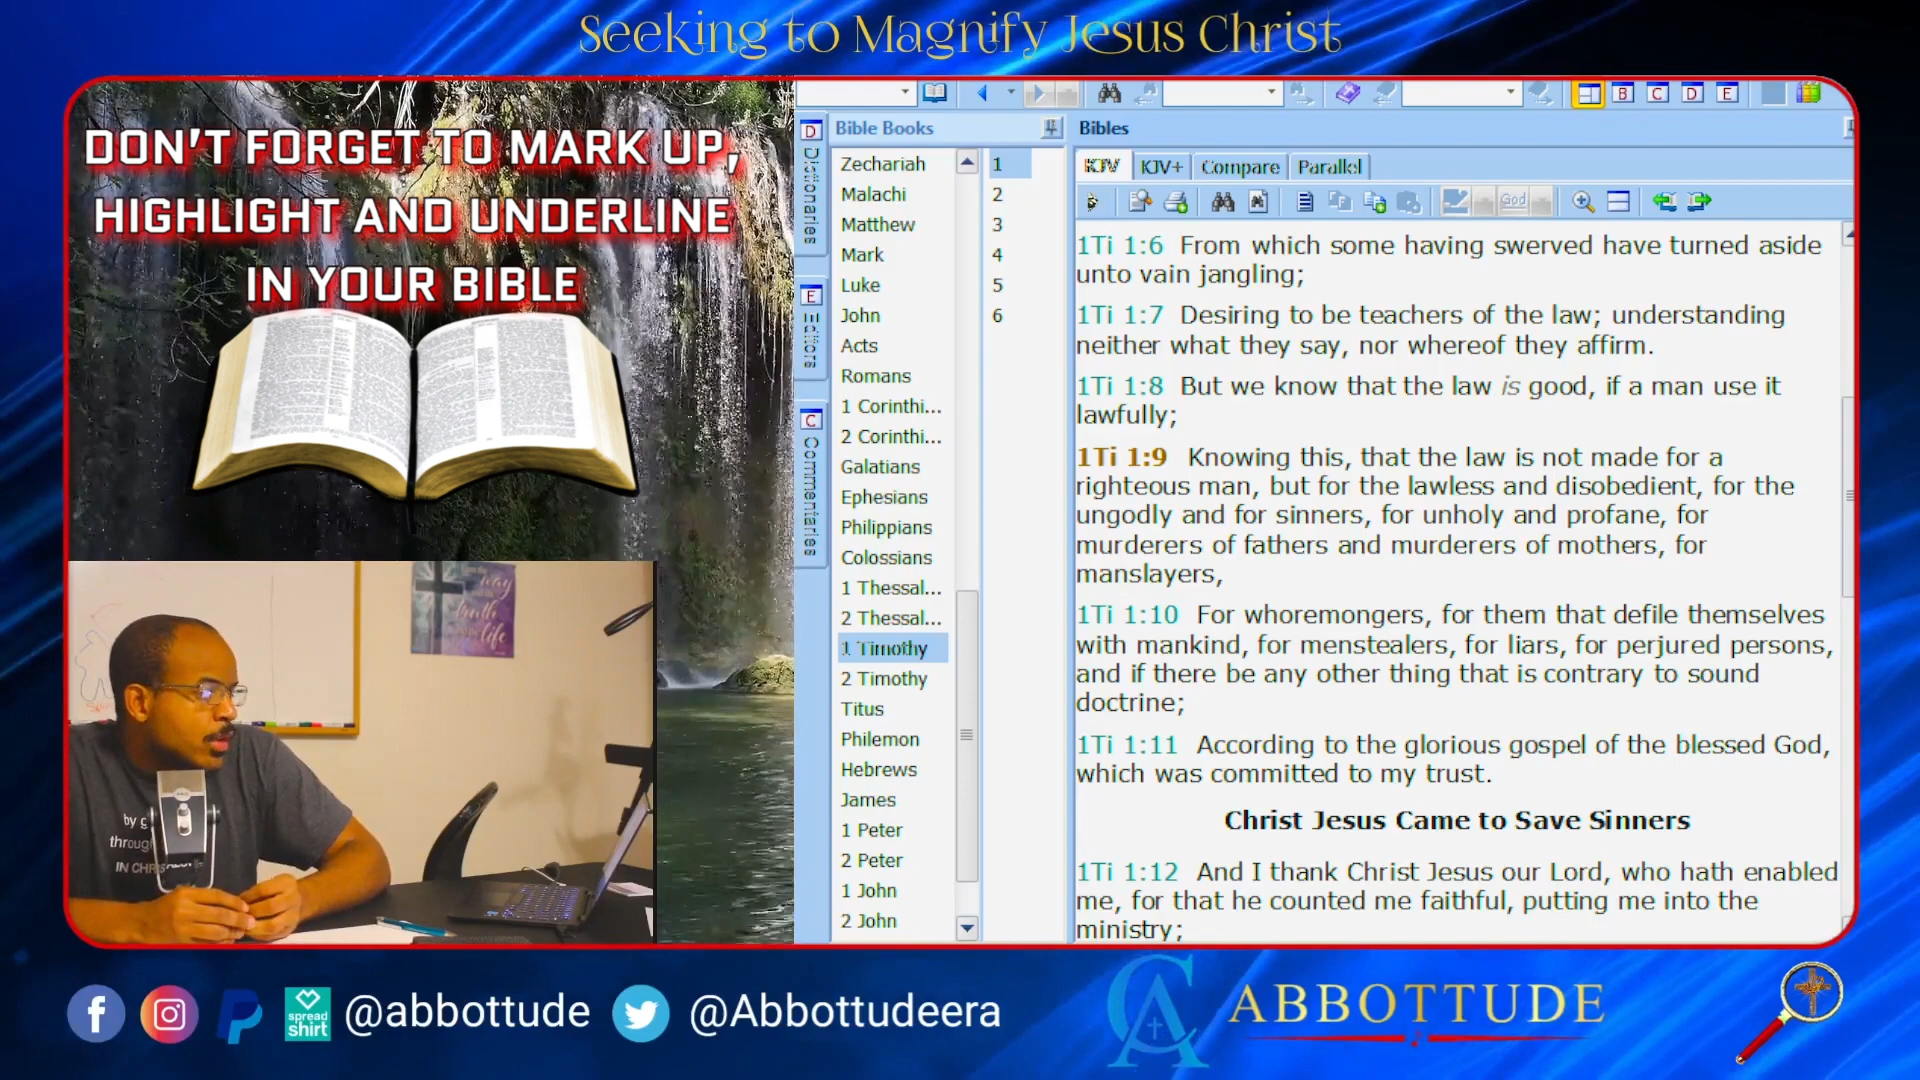 Seeking to Magnify Jesus Christ
DON'T FORGET TO MARK UP,
HIGHLIGHT AND UNDERLINE
IN YOUR BIBLE
way
truth
life
by g
through
IN CHR
D
Dictionaries
E
Editors
C
Commentaries
Bible Books
Zechariah
Malachi
Matthew
Mark
Luke
John
Acts
Romans
1 Corinthi...
2 Corinthi...
Galatians
Ephesians
Philippians
Colossians
1 Thessal...
2 Thessal...
1 Timothy
2 Timothy
Titus
Philemon
Hebrews
James
1 Peter
2 Peter
1 John
2 John
1
2
3
4
5
6
B C D E
Bibles
KJV KJV+ Compare Parallel
God
1Ti 1:6 From which some having swerved have turned aside
unto vain jangling;
1Ti 1:7 Desiring to be teachers of the law; understanding
neither what they say, nor whereof they affirm.
1Ti 1:8 But we know that the law is good, if a man use it
lawfully;
1Ti 1:9 Knowing this, that the law is not made for a
righteous man, but for the lawless and disobedient, for the
ungodly and for sinners, for unholy and profane, for
murderers of fathers and murderers of mothers, for
manslayers,
1Ti 1:10 For whoremongers, for them that defile themselves
with mankind, for menstealers, for liars, for perjured persons,
and if there be any other thing that is contrary to sound
doctrine;
1Ti 1:11 According to the glorious gospel of the blessed God,
which was committed to my trust.
Christ Jesus Came to Save Sinners
1Ti 1:12 And I thank Christ Jesus our Lord, who hath enabled
me, for that he counted me faithful, putting me into the
ministry;
spread
shirt
@abbottude
@Abbottudeera
CA
ABBOTTUDE